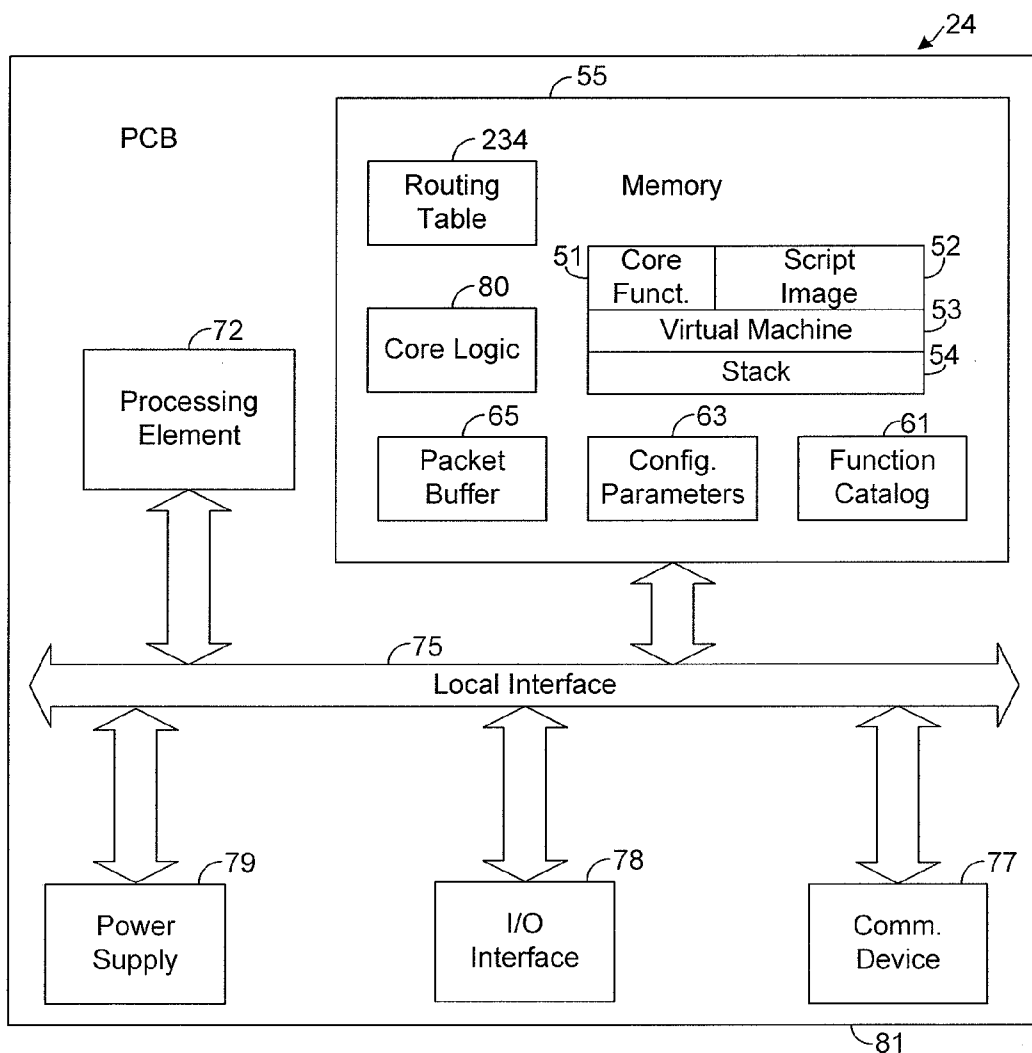 24
55
PCB
234
Routing
Table
Memory
51
Core
Funct.
Script
Image
52
80
Core Logic
Virtual Machine
53
Stack
54
72
Processing
Element
65
Packet
Buffer
63
Config.
Parameters
61
Function
Catalog
75
Local Interface
79
Power
Supply
78
I/O
Interface
77
Comm.
Device
81